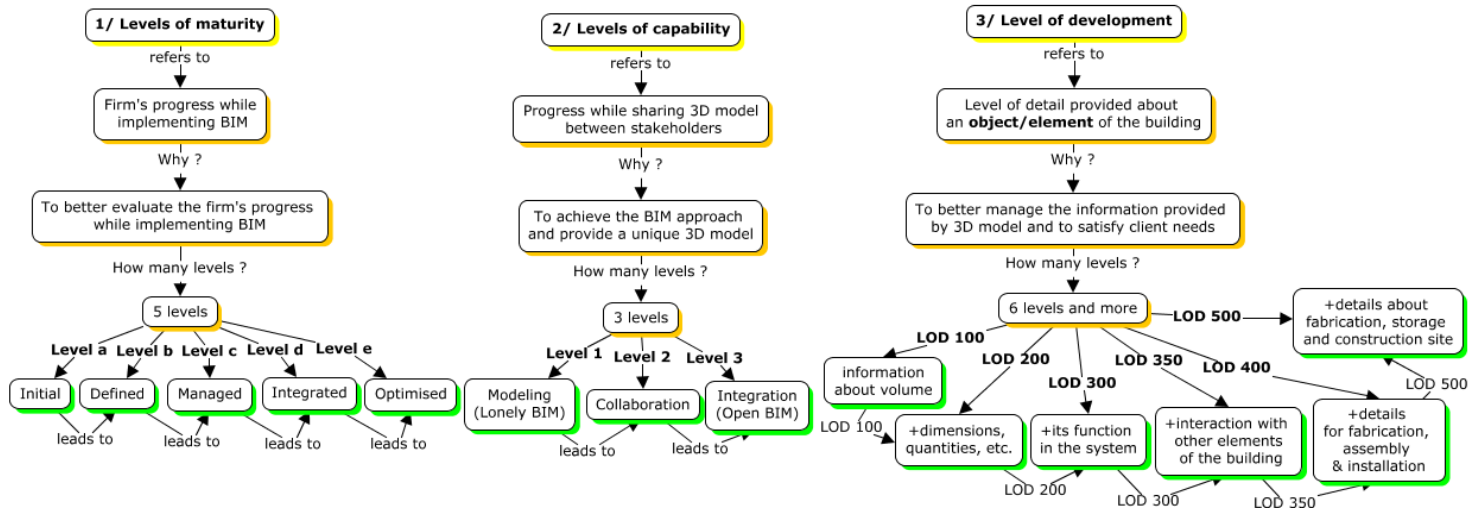 1/ Levels of maturity
refers to
Firm's progress while
implementing BIM
Why ?
To better evaluate the firm's progress
while implementing BIM
How many levels ?
5 levels
Level a
Level b
Level c
Level d
Level e
Initial
Defined
Managed
Integrated
Optimised
leads to
leads to
leads to
leads to
2/ Levels of capability
refers to
Progress while sharing 3D model
between stakeholders
Why ?
To achieve the BIM approach
and provide a unique 3D model
How many levels ?
3 levels
Level 1
Level 2
Level 3
Modeling
(Lonely BIM)
Collaboration
Integration
(Open BIM)
leads to
leads to
3/ Level of development
refers to
Level of detail provided about
an object/element of the building
Why ?
To better manage the information provided
by 3D model and to satisfy client needs
How many levels ?
6 levels and more
LOD 100
LOD 200
LOD 300
LOD 350
LOD 400
LOD 500
information
about volume
LOD 100
+dimensions,
quantities, etc.
LOD 200
+its function
in the system
LOD 300
+interaction with
other elements
of the building
LOD 350
+details
for fabrication,
assembly
& installation
LOD 500
+details about
fabrication, storage
and construction site